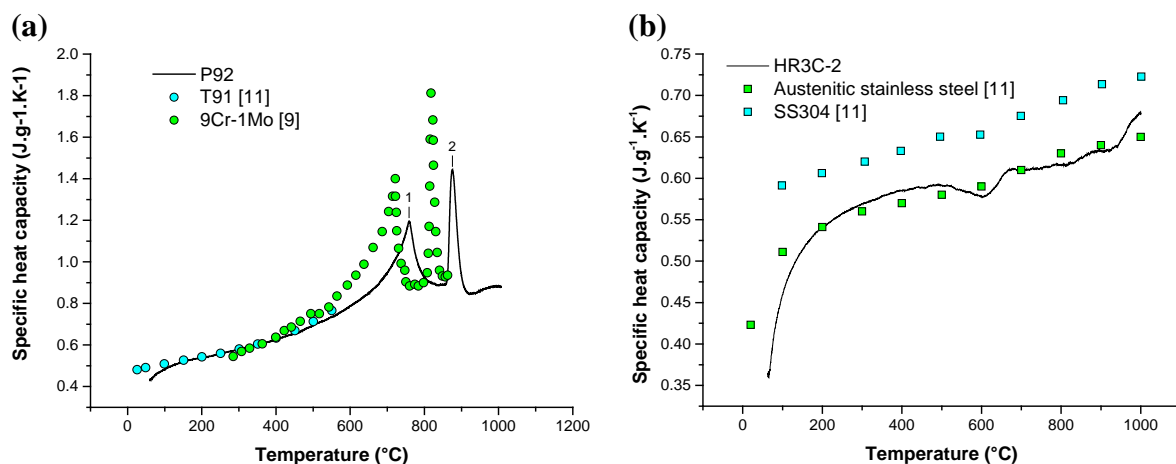 (a)
2.0
1.8
1.6
1.4
1.2
1.0
0.8
0.6
0.4
Specific heat capacity (J.g-1.K-1)
P92
T91 [11]
9Cr-1Mo [9]
1
2
0 200 400 600 800 1000 1200
Temperature (°C)
(b)
0.75
0.70
0.65
0.60
0.55
0.50
0.45
0.40
0.35
Specific heat capacity (J.g⁻¹.K⁻¹)
HR3C-2
Austenitic stainless steel [11]
SS304 [11]
0 200 400 600 800 1000
Temperature (°C)